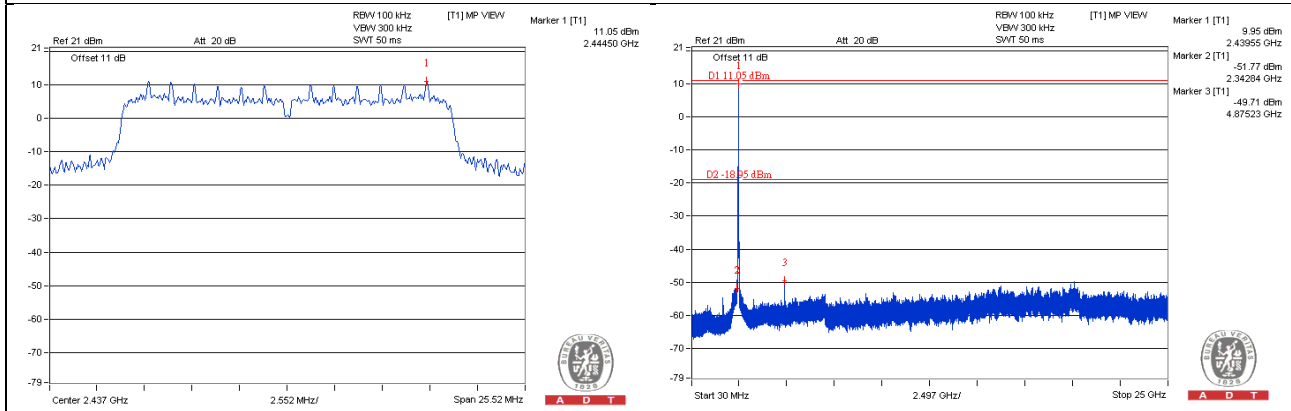 RBW 100 kHz [T1] MP VIEW
VBW 300 kHz
Ref 21 dBm Att 20 dB SWT 50 ms
Marker 1 [T1]
11.05 dBm
2.44450 GHz
21
Offset 11 dB
1
10
0
-10
-20
-30
-40
-50
-60
-70
-79
Center 2.437 GHz 2.552 MHz/ Span 25.52 MHz
BUREAU VERITAS
1828
A D T
RBW 100 kHz [T1] MP VIEW
VBW 300 kHz
Ref 21 dBm Att 20 dB SWT 50 ms
Marker 1 [T1]
9.95 dBm
2.43955 GHz
Marker 2 [T1]
-51.77 dBm
2.34284 GHz
Marker 3 [T1]
-49.71 dBm
4.87523 GHz
21
Offset 11 dB
1
D1 11.05 dBm
10
0
-10
D2 -18.95 dBm
-20
-30
-40
2
3
-50
-60
-70
-79
Start 30 MHz 2.497 GHz/ Stop 25 GHz
BUREAU VERITAS
1828
A D T